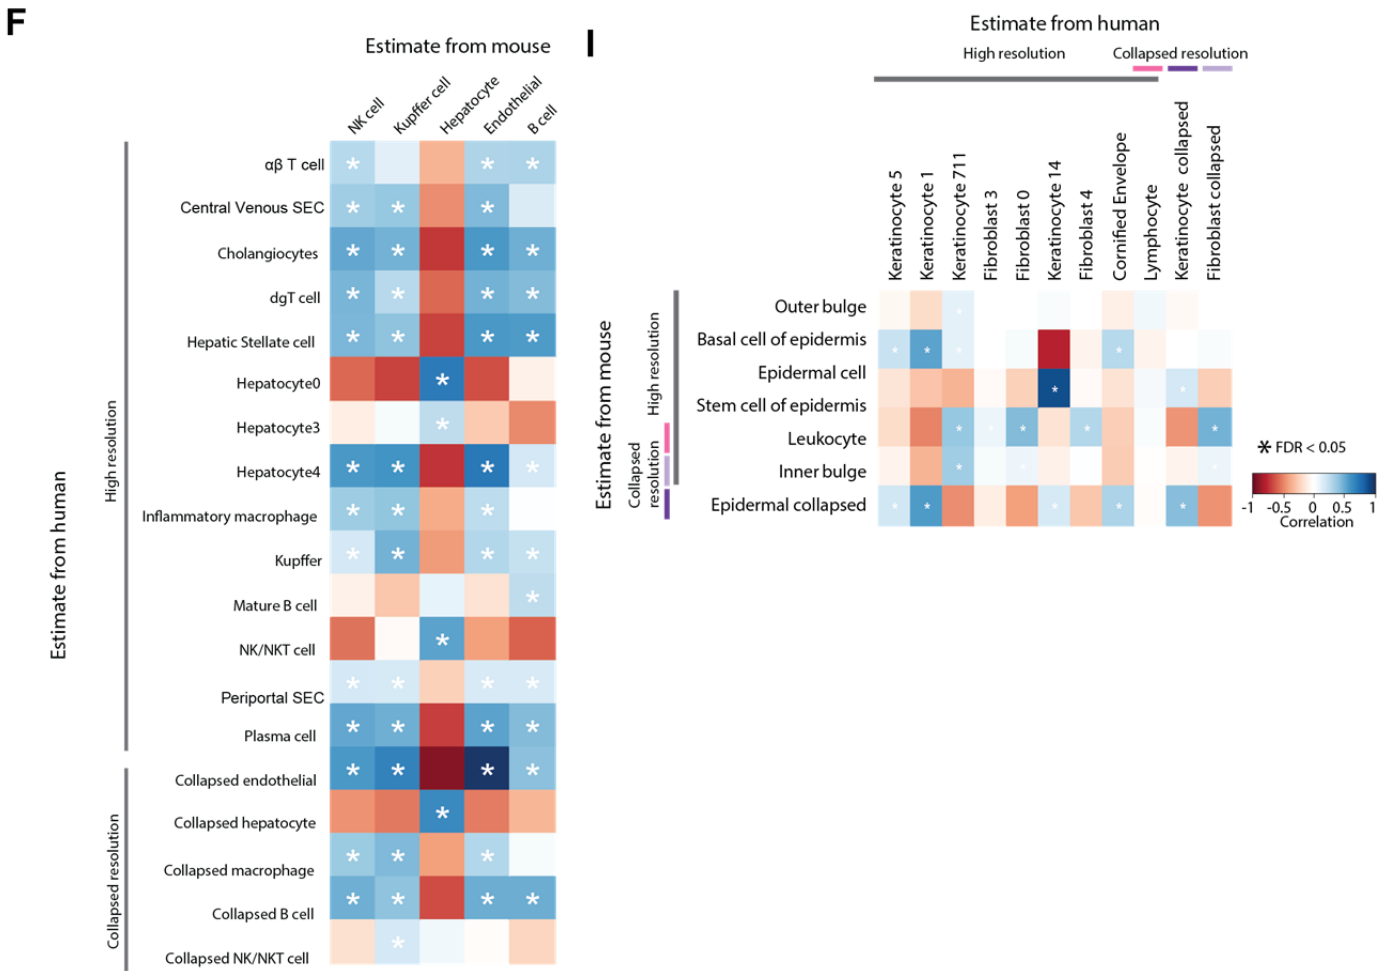 F
Estimate from mouse
NK cell
Kupffer cell
Hepatocyte
Endothelial
B cell
Estimate from human
High resolution
αβ T cell
Central Venous SEC
Cholangiocytes
dgT cell
Hepatic Stellate cell
Hepatocyte0
Hepatocyte3
Hepatocyte4
Inflammatory macrophage
Kupffer
Mature B cell
NK/NKT cell
Periportal SEC
Plasma cell
Collapsed resolution
Collapsed endothelial
Collapsed hepatocyte
Collapsed macrophage
Collapsed B cell
Collapsed NK/NKT cell
I
Estimate from human
High resolution
Collapsed resolution
Keratinocyte 5
Keratinocyte 1
Keratinocyte 711
Fibroblast 3
Fibroblast 0
Keratinocyte 14
Fibroblast 4
Cornified Envelope
Lymphocyte
Keratinocyte collapsed
Fibroblast collapsed
Estimate from mouse
High resolution
Collapsed
resolution
Outer bulge
Basal cell of epidermis
Epidermal cell
Stem cell of epidermis
Leukocyte
Inner bulge
Epidermal collapsed
* FDR < 0.05
-1 -0.5 0 0.5 1
Correlation